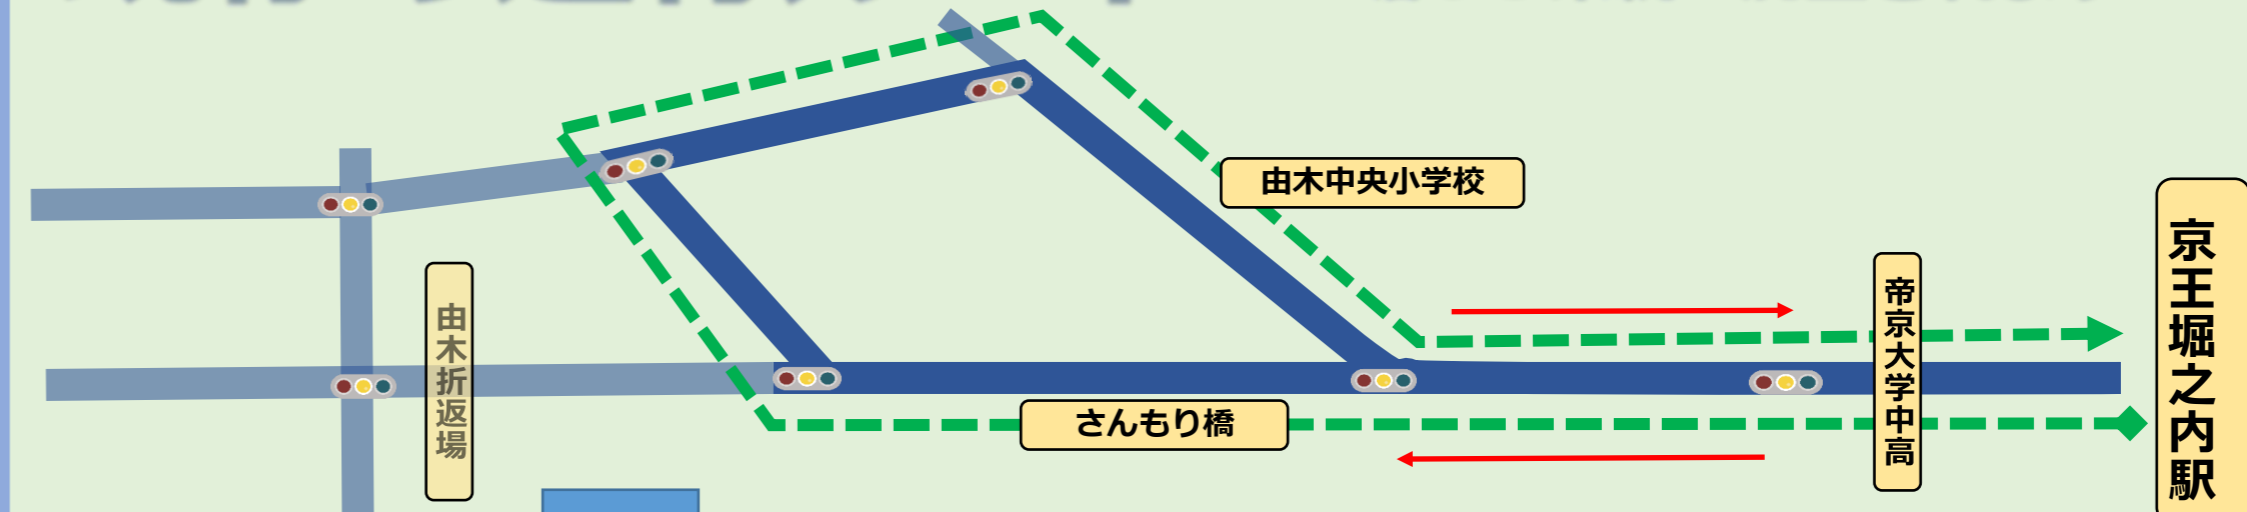 由木中央小学校
由木折返場
さんもり橋
帝京大学中高
京王堀之内駅